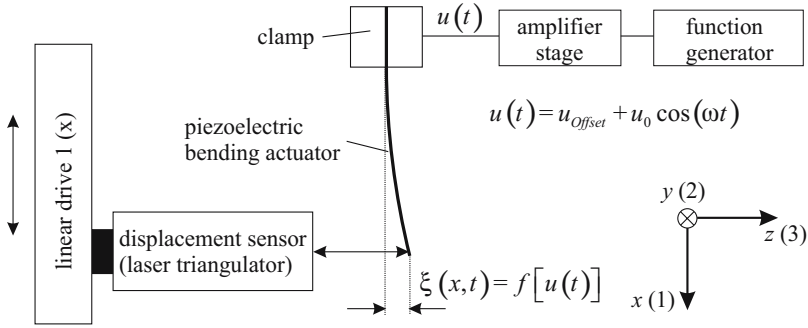 clamp
u(t)
amplifier
stage
function
generator
piezoelectric
bending actuator
u(t) = u_Offset + u_0 cos(ωt)
linear drive 1 (x)
displacement sensor
(laser triangulator)
ξ(x,t) = f[u(t)]
y (2)
z (3)
x (1)